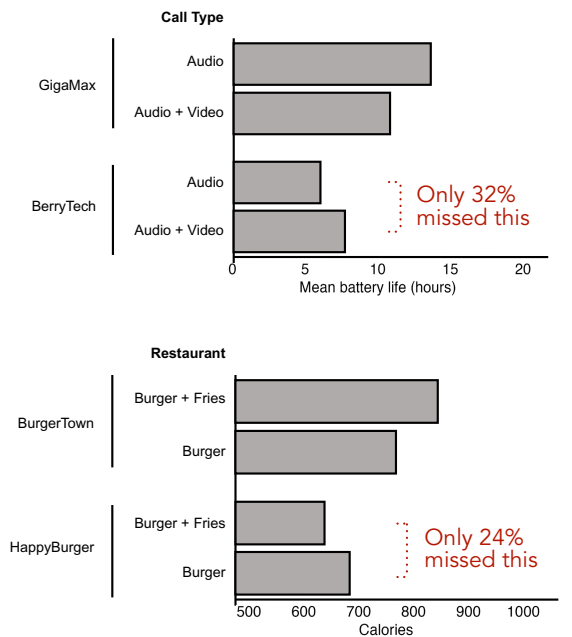 Call Type
GigaMax
Audio
Audio + Video
BerryTech
Audio
Audio + Video
Only 32%
missed this
0 5 10 15 20
Mean battery life (hours)
Restaurant
BurgerTown
Burger + Fries
Burger
HappyBurger
Burger + Fries
Burger
Only 24%
missed this
500 600 700 800 900 1000
Calories